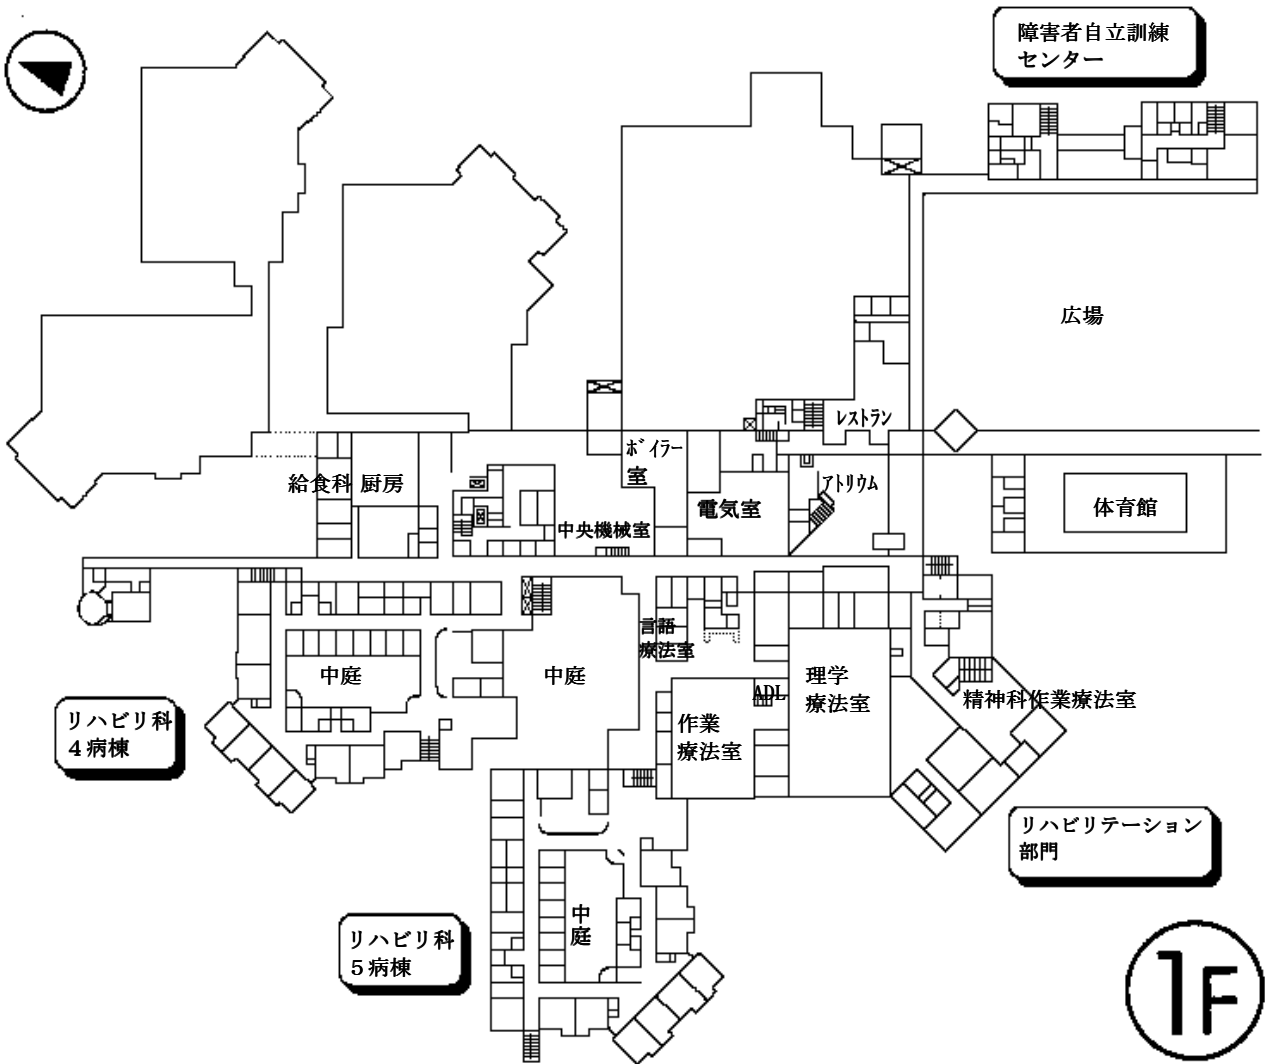 障害者自立訓練
センター
広場
レストラン
ボイラー
室
給食科 厨房
アトリウム
電気室
体育館
中央機械室
言語
療法室
中庭
中庭
理学
療法室
ADL
精神科作業療法室
作業
療法室
リハビリ科
４病棟
リハビリテーション
部門
中
庭
リハビリ科
５病棟
1F